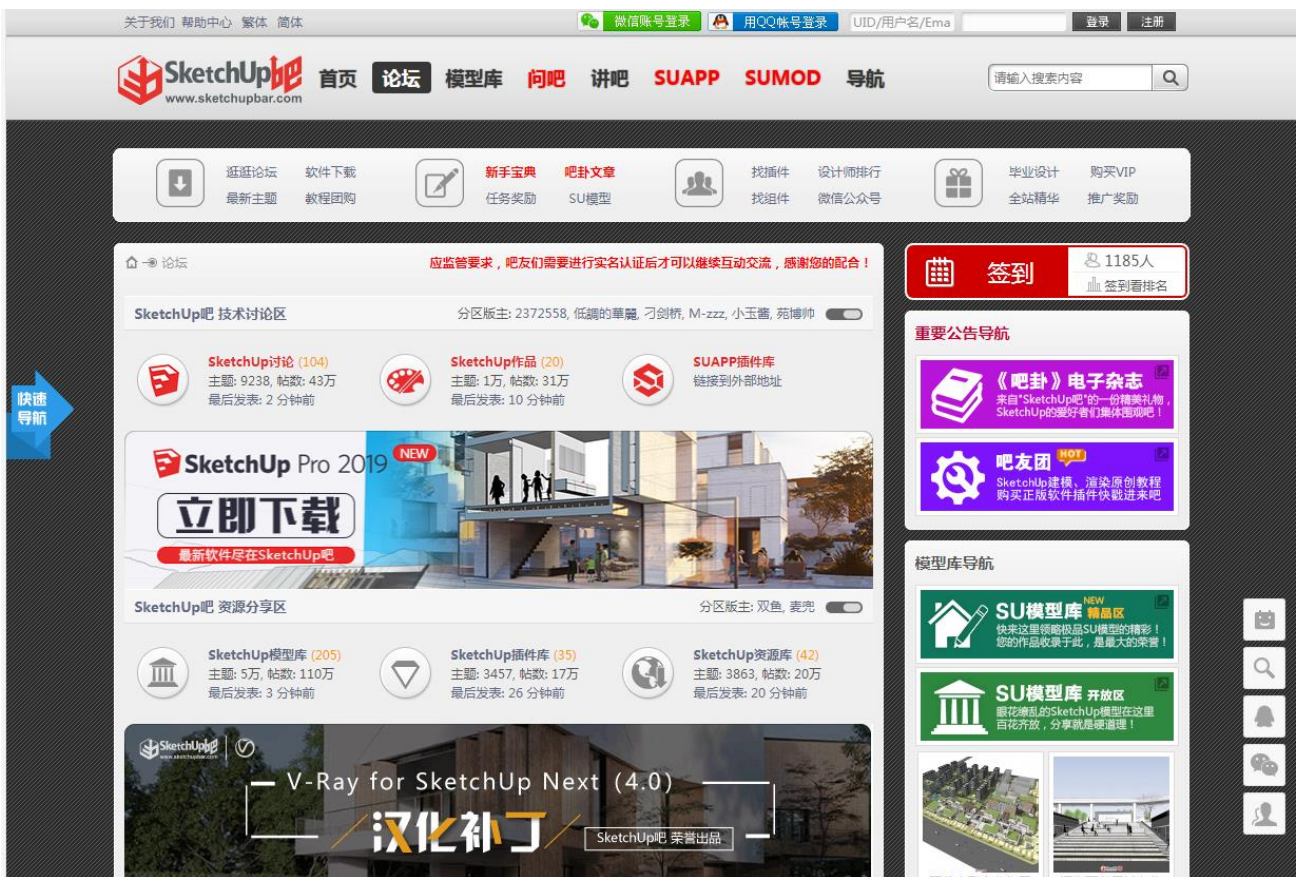 关于我们 帮助中心 繁体 简体
微信账号登录 用QQ帐号登录 UID/用户名/Ema 登录 注册
SketchUp吧
www.sketchupbar.com
首页 论坛 模型库 问吧 讲吧 SUAPP SUMOD 导航 请输入搜索内容
逛逛论坛 软件下载 新手宝典 吧卦文章 找插件 设计师排行 毕业设计 购买VIP
最新主题 教程团购 任务奖励 SU模型 找组件 微信公众号 全站精华 推广奖励
论坛 应监管要求，吧友们需要进行实名认证后才可以继续互动交流，感谢您的配合！
SketchUp吧 技术讨论区 分区版主: 2372558, 低調的華麗, 刁剑桥, M-zzz, 小玉酱, 苑博帅
SketchUp讨论 (104) SketchUp作品 (20) SUAPP插件库
主题: 9238, 帖数: 43万 主题: 1万, 帖数: 31万 链接到外部地址
最后发表: 2 分钟前 最后发表: 10 分钟前
快速
导航
SketchUp Pro 2019 NEW
立即下载
最新软件尽在SketchUp吧
SketchUp吧 资源分享区 分区版主: 双鱼, 麦兜
SketchUp模型库 (205) SketchUp插件库 (35) SketchUp资源库 (42)
主题: 5万, 帖数: 110万 主题: 3457, 帖数: 17万 主题: 3863, 帖数: 20万
最后发表: 3 分钟前 最后发表: 26 分钟前 最后发表: 20 分钟前
SketchUp吧
www.sketchupbar.com
V-Ray for SketchUp Next (4.0)
汉化补丁
SketchUp吧 荣誉出品
签到
1185人
签到看排名
重要公告导航
《吧卦》电子杂志
来自"SketchUp吧"的一份精美礼物，
SketchUp的爱好者们集体围观吧！
吧友团 HOT
SketchUp建模、渲染原创教程
购买正版软件插件快戳进来吧
模型库导航
SU模型库 NEW 精品区
快来这里领略极品SU模型的精彩！
您的作品收录于此，是最大的荣誉！
SU模型库 开放区
眼花缭乱的SketchUp模型在这里
百花齐放，分享就是硬道理！